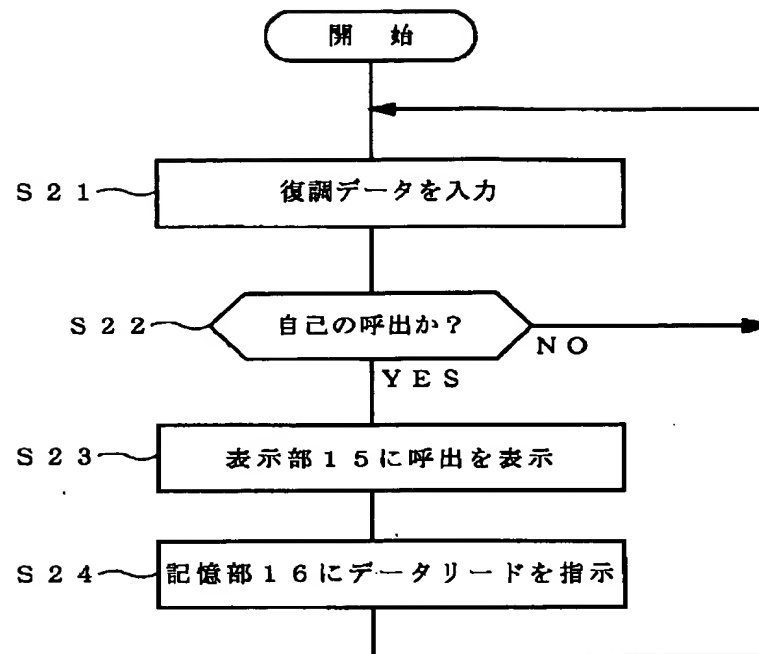 開　始
Ｓ２１
復調データを入力
Ｓ２２
自己の呼出か？
ＮＯ
ＹＥＳ
Ｓ２３
表示部１５に呼出を表示
Ｓ２４
記憶部１６にデータリードを指示